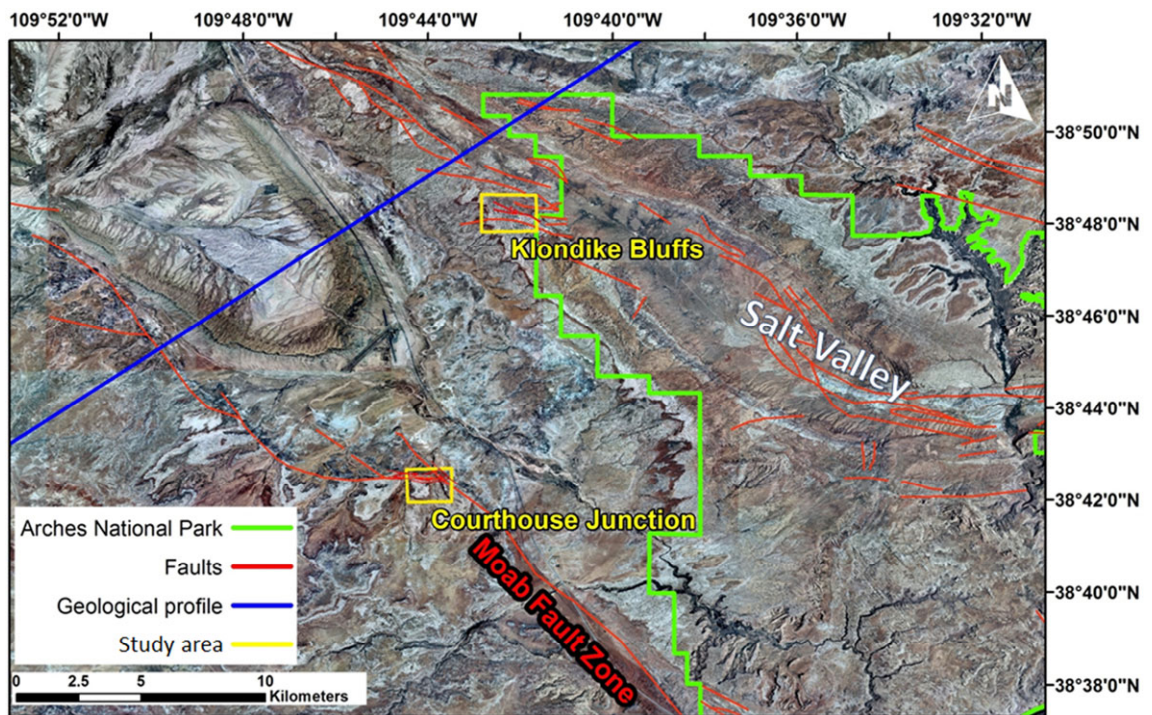 109°52'0"W 109°48'0"W 109°44'0"W 109°40'0"W 109°36'0"W 109°32'0"W
N
38°50'0"N
38°48'0"N
Klondike Bluffs
38°46'0"N
Salt Valley
38°44'0"N
38°42'0"N
Courthouse Junction
Arches National Park
Faults
Geological profile
Study area
Moab Fault Zone
38°40'0"N
38°38'0"N
0 2.5 5 10
Kilometers